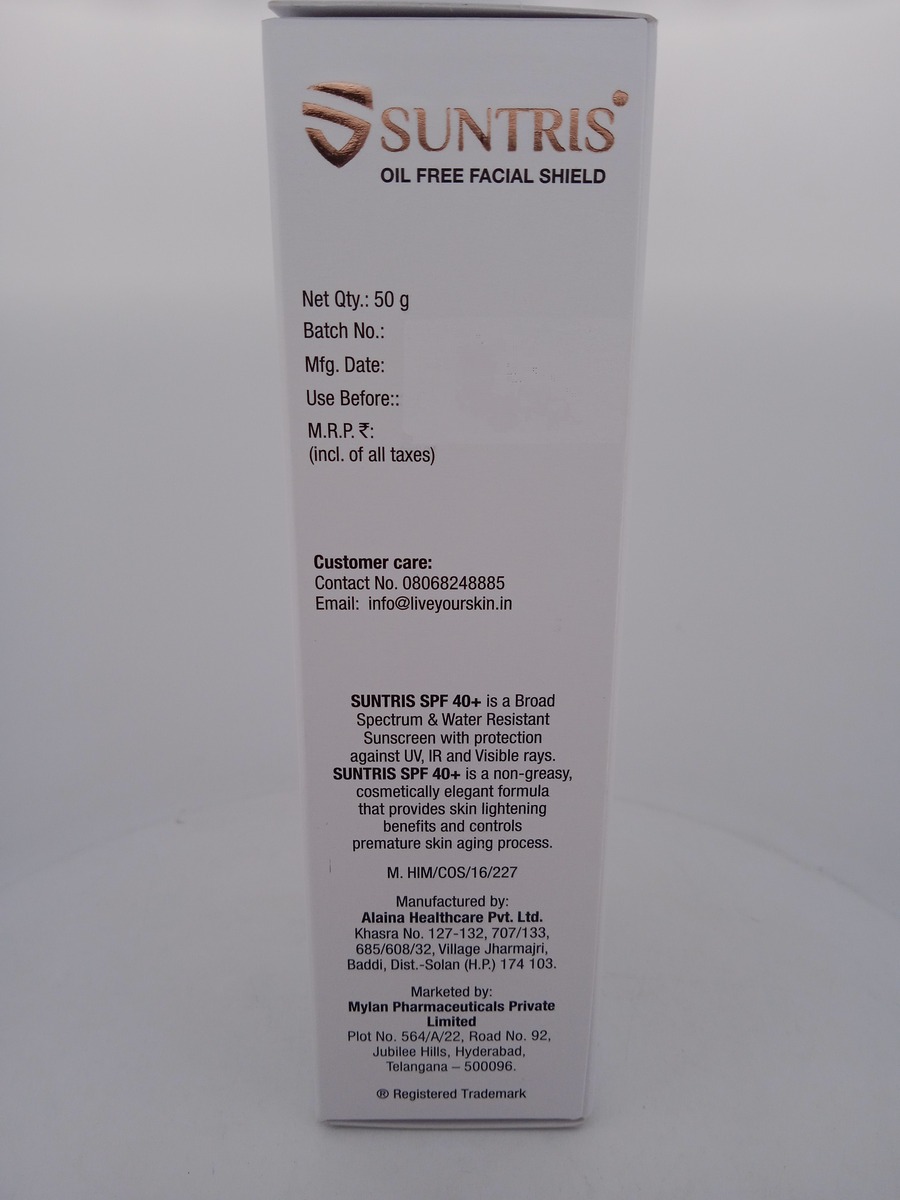 SUNTRIS
OIL FREE FACIAL SHIELD
Net Qty.: 50 g
Batch No.:
Mfg. Date:
Use Before::
M.R.P. ₹:
(incl. of all taxes)
Customer care:
Contact No. 08068248885
Email: info@liveyourskin.in
SUNTRIS SPF 40+ is a Broad
Spectrum & Water Resistant
Sunscreen with protection
against UV, IR and Visible rays.
SUNTRIS SPF 40+ is a non-greasy,
cosmetically elegant formula
that provides skin lightening
benefits and controls
premature skin aging process.
M. HIM/COS/16/227
Manufactured by:
Alaina Healthcare Pvt. Ltd.
Khasra No. 127-132, 707/133,
685/608/32, Village Jharmajri,
Baddi, Dist.-Solan (H.P.) 174 103.
Marketed by:
Mylan Pharmaceuticals Private
Limited
Plot No. 564/A/22, Road No. 92,
Jubilee Hills, Hyderabad,
Telangana – 500096.
® Registered Trademark